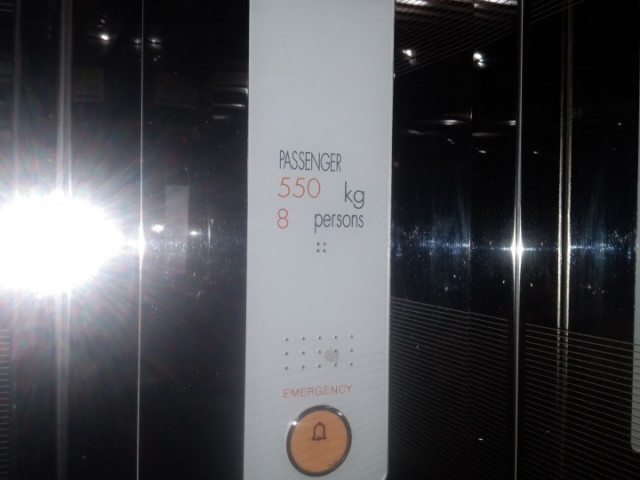 PASSENGER
550 kg
8 persons
EMERGENCY